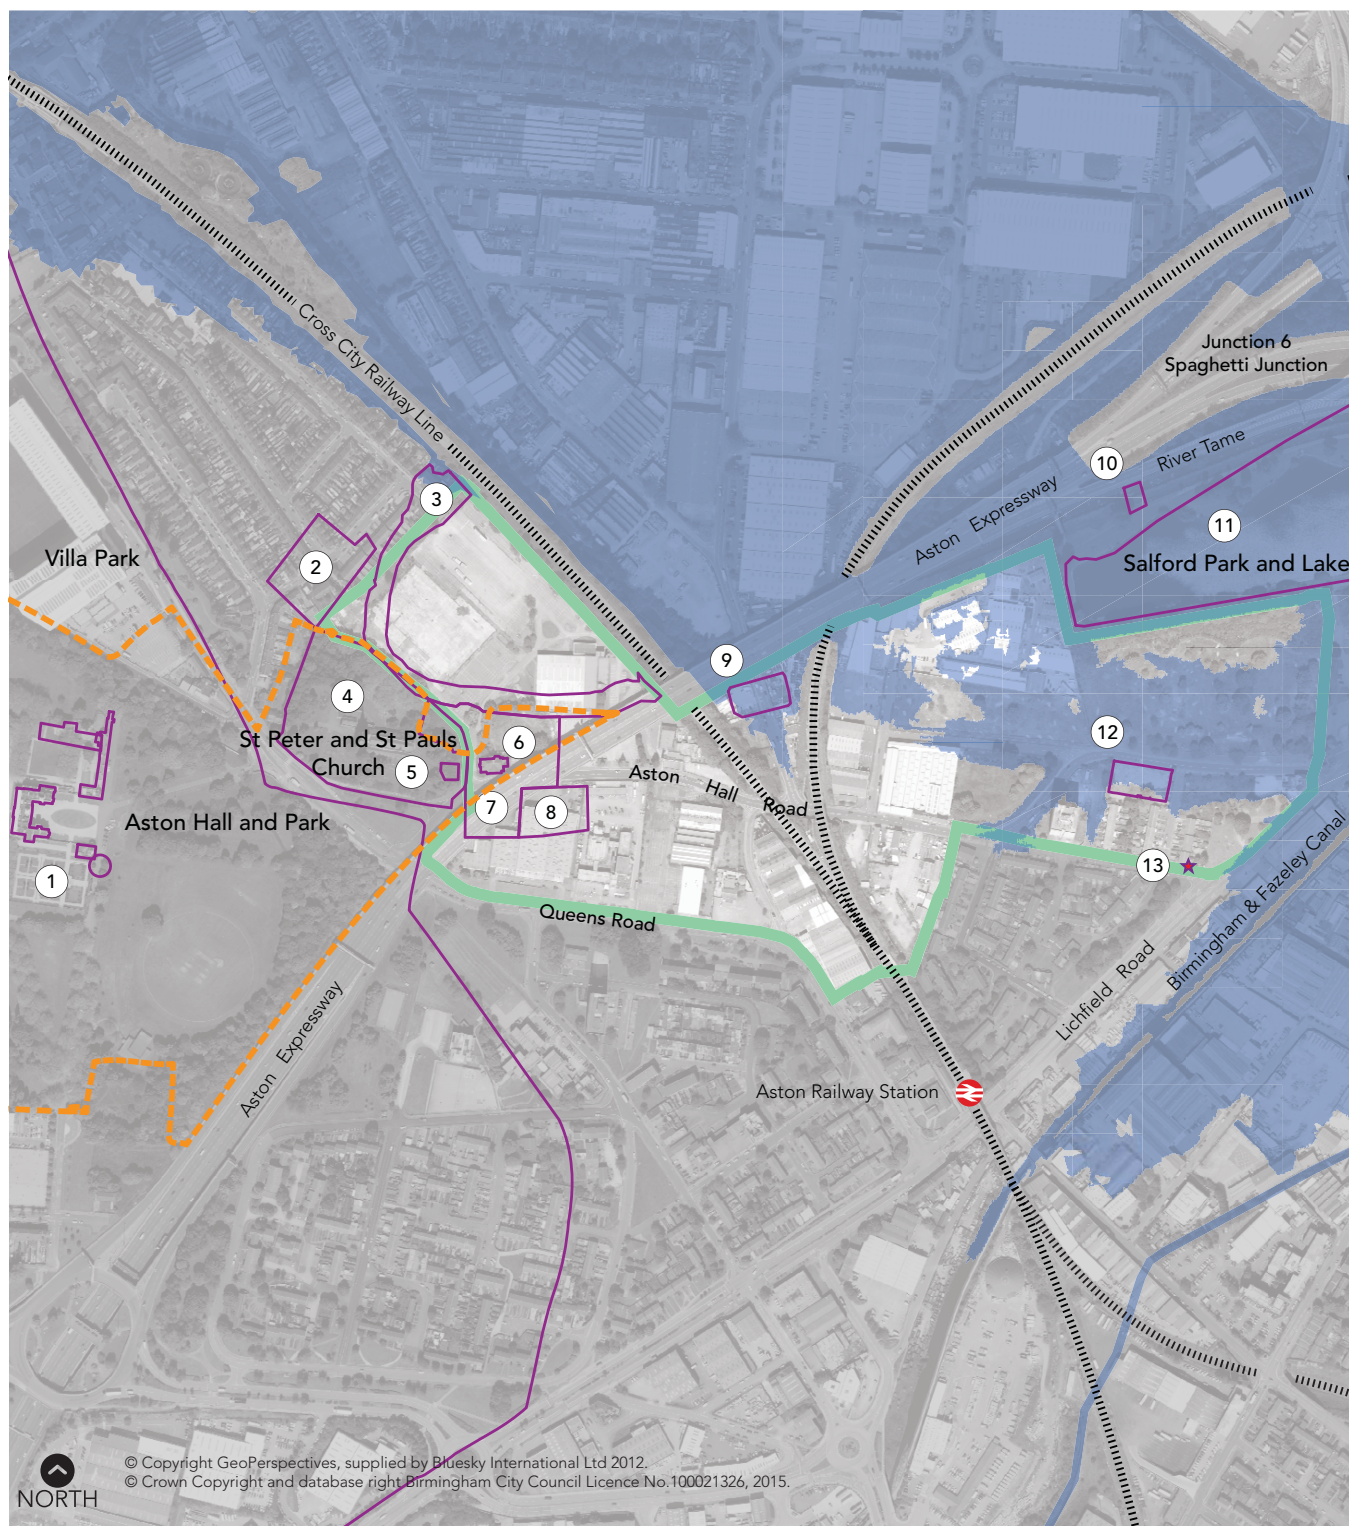 Cross City Railway Line
Junction 6
Spaghetti Junction
River Tame
10
3
Aston Expressway
11
Villa Park
2
Salford Park and Lake
9
4
12
St Peter and St Pauls
Church
5
6
Aston Hall Road
7
8
Aston Hall and Park
1
13
Birmingham & Fazeley Canal
Queens Road
Lichfield Road
Aston Expressway
Aston Railway Station
© Copyright GeoPerspectives, supplied by Bluesky International Ltd 2012.
© Crown Copyright and database right Birmingham City Council Licence No.100021326, 2015.
NORTH